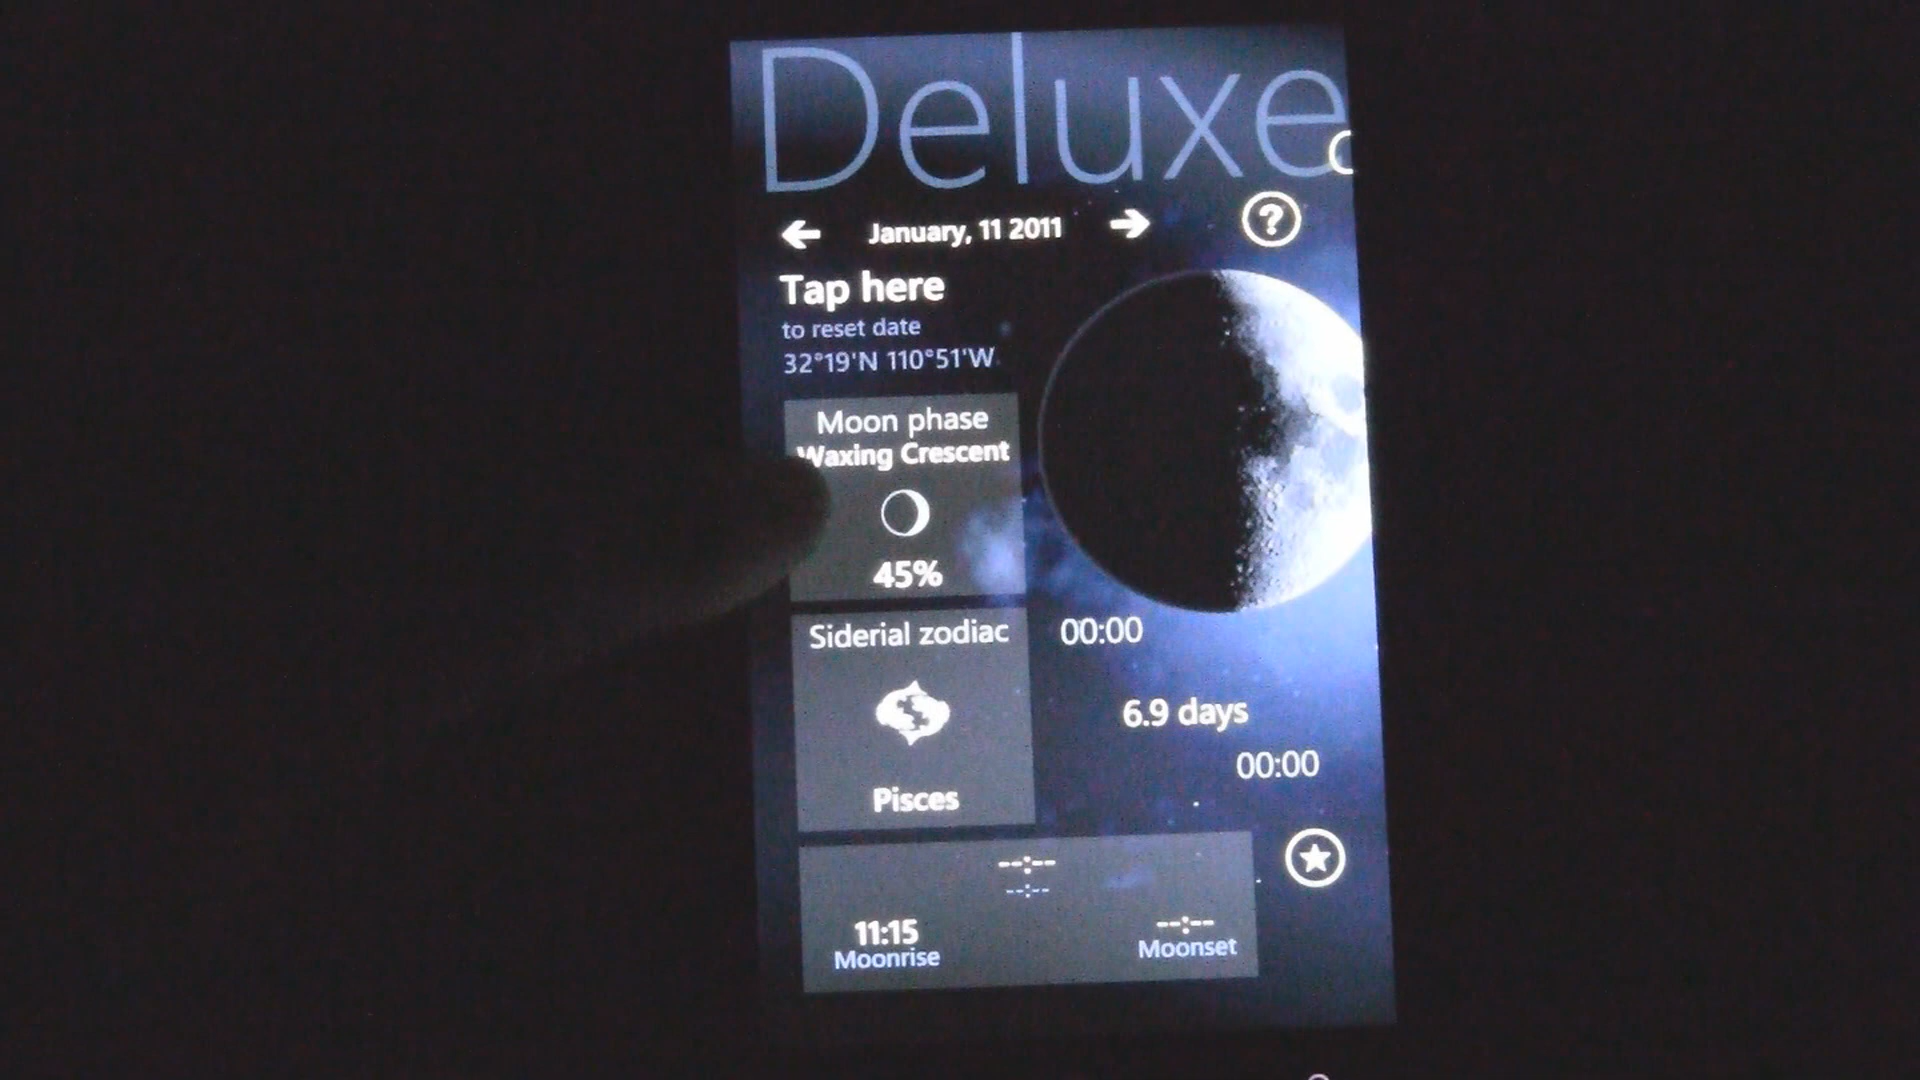 Deluxe
January, 11 2011
?
Tap here
to reset date
32°19'N 110°51'W
Moon phase
Waxing Crescent
45%
Siderial zodiac
Pisces
00:00
6.9 days
00:00
--:--
--:--
11:15
Moonrise
--:--
Moonset